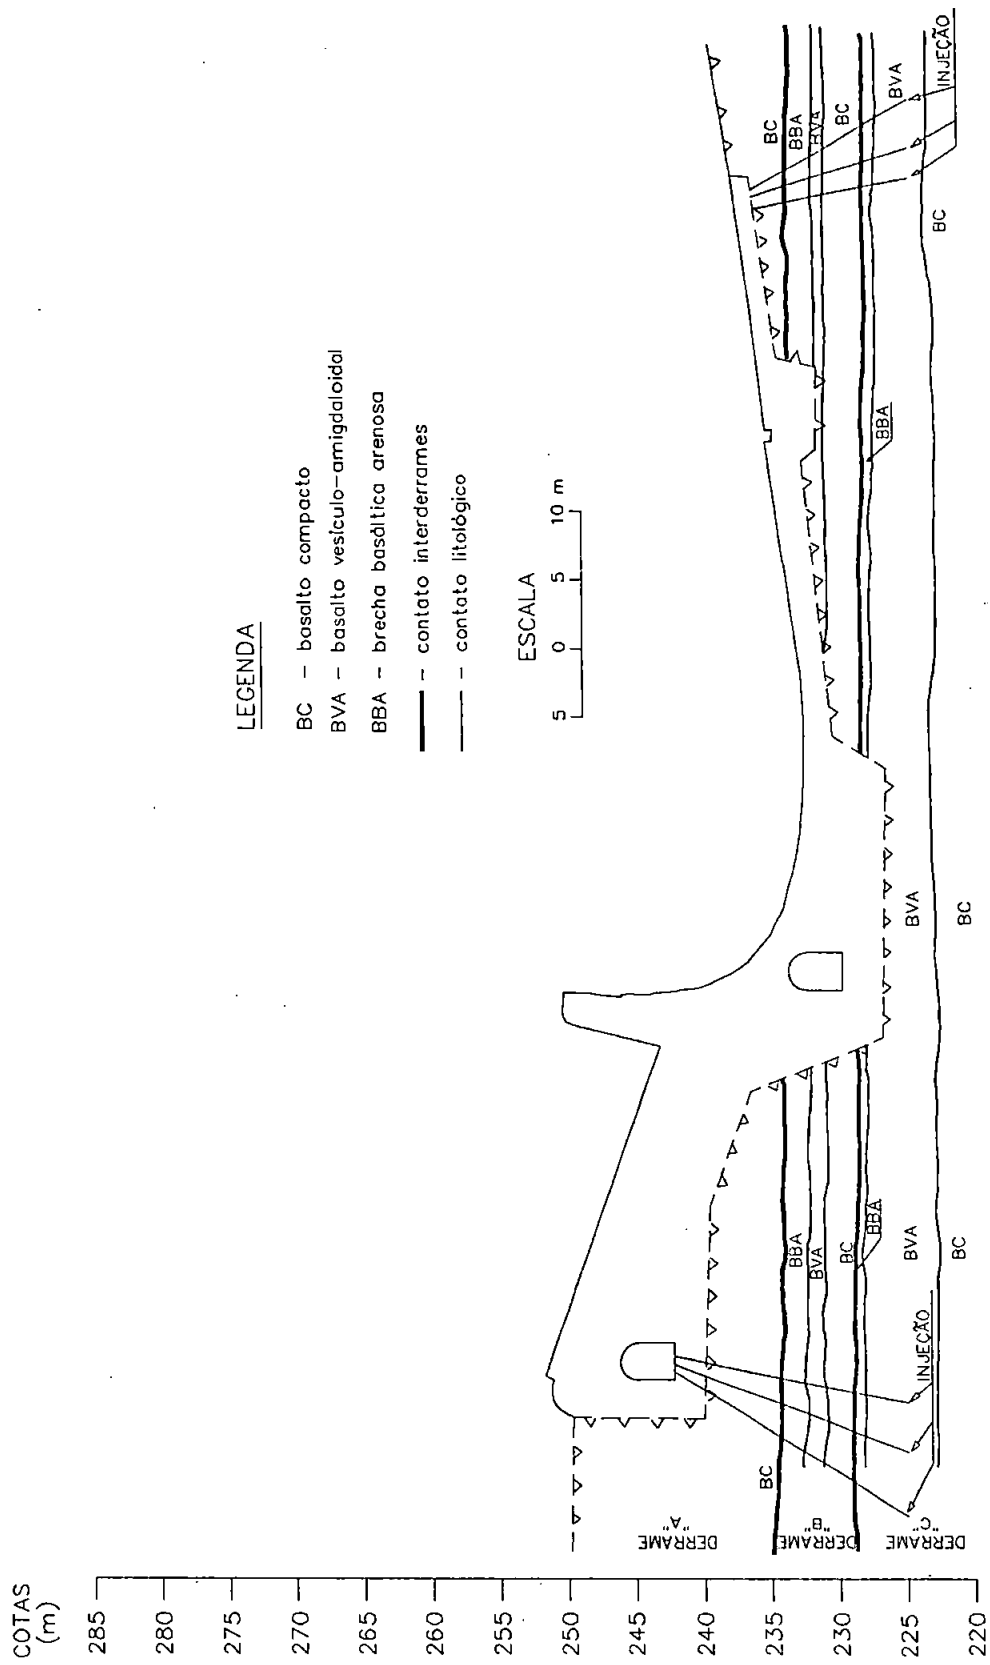 COTAS
(m)
285
280
275
270
265
260
255
250
245
240
235
230
225
220
LEGENDA
BC – basalto compacto
BVA – basalto vesículo–amigdaloidal
BBA – brecha basáltica arenosa
– contato interderrames
– contato litológico
ESCALA
5 0 5 10 m
DERRAME
"A"
DERRAME
"B"
DERRAME
"C"
BC
BBA
BVA
BC
BBA
BVA
BC
INJEÇÃO
BVA
BC
BBA
BC
BBA
BVA
BC
BVA
BC
INJEÇÃO